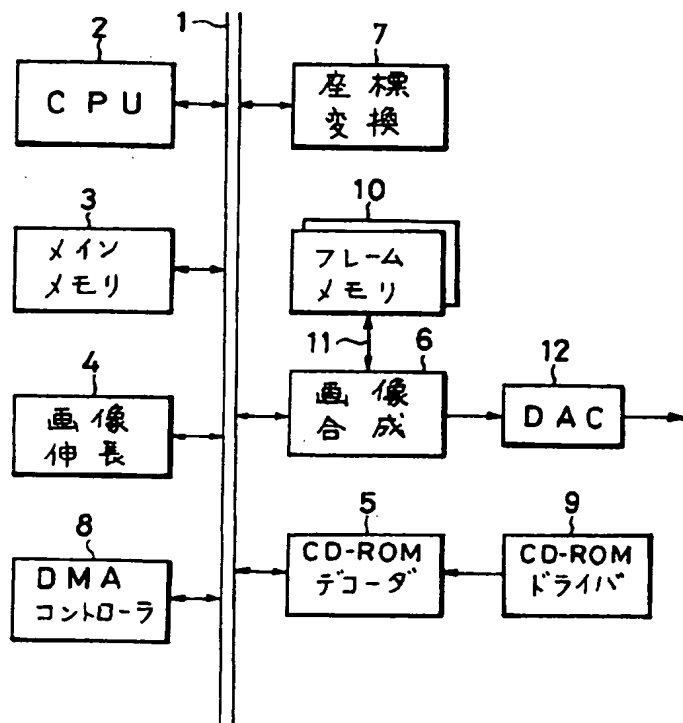 1
2
CPU
7
座標
変換
3
メイン
メモリ
10
フレーム
メモリ
11
4
画像
伸長
6
画像
合成
12
DAC
8
DMA
コントローラ
5
CD-ROM
デコーダ
9
CD-ROM
ドライバ